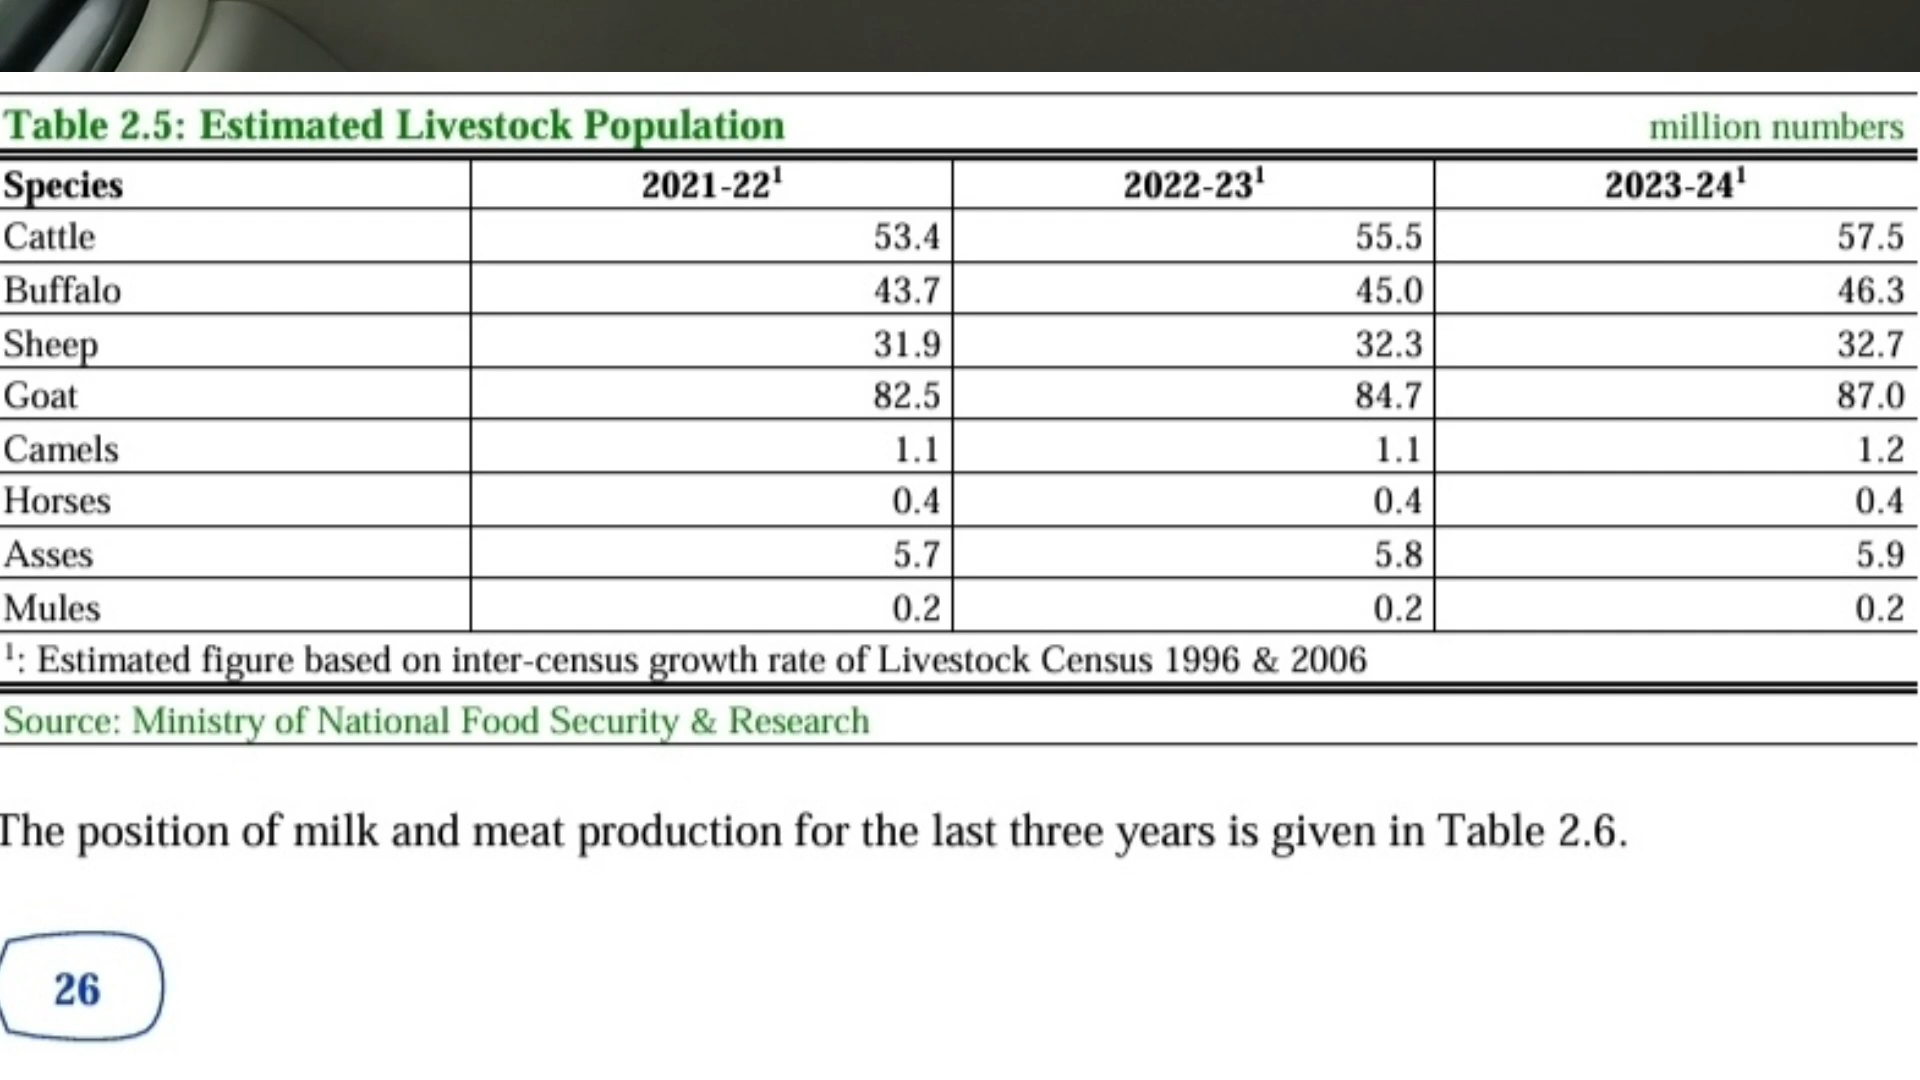 Table 2.5: Estimated Livestock Population million numbers
Species 2021-22¹ 2022-23¹ 2023-24¹
Cattle 53.4 55.5 57.5
Buffalo 43.7 45.0 46.3
Sheep 31.9 32.3 32.7
Goat 82.5 84.7 87.0
Camels 1.1 1.1 1.2
Horses 0.4 0.4 0.4
Asses 5.7 5.8 5.9
Mules 0.2 0.2 0.2
¹: Estimated figure based on inter-census growth rate of Livestock Census 1996 & 2006
Source: Ministry of National Food Security & Research
The position of milk and meat production for the last three years is given in Table 2.6.
26